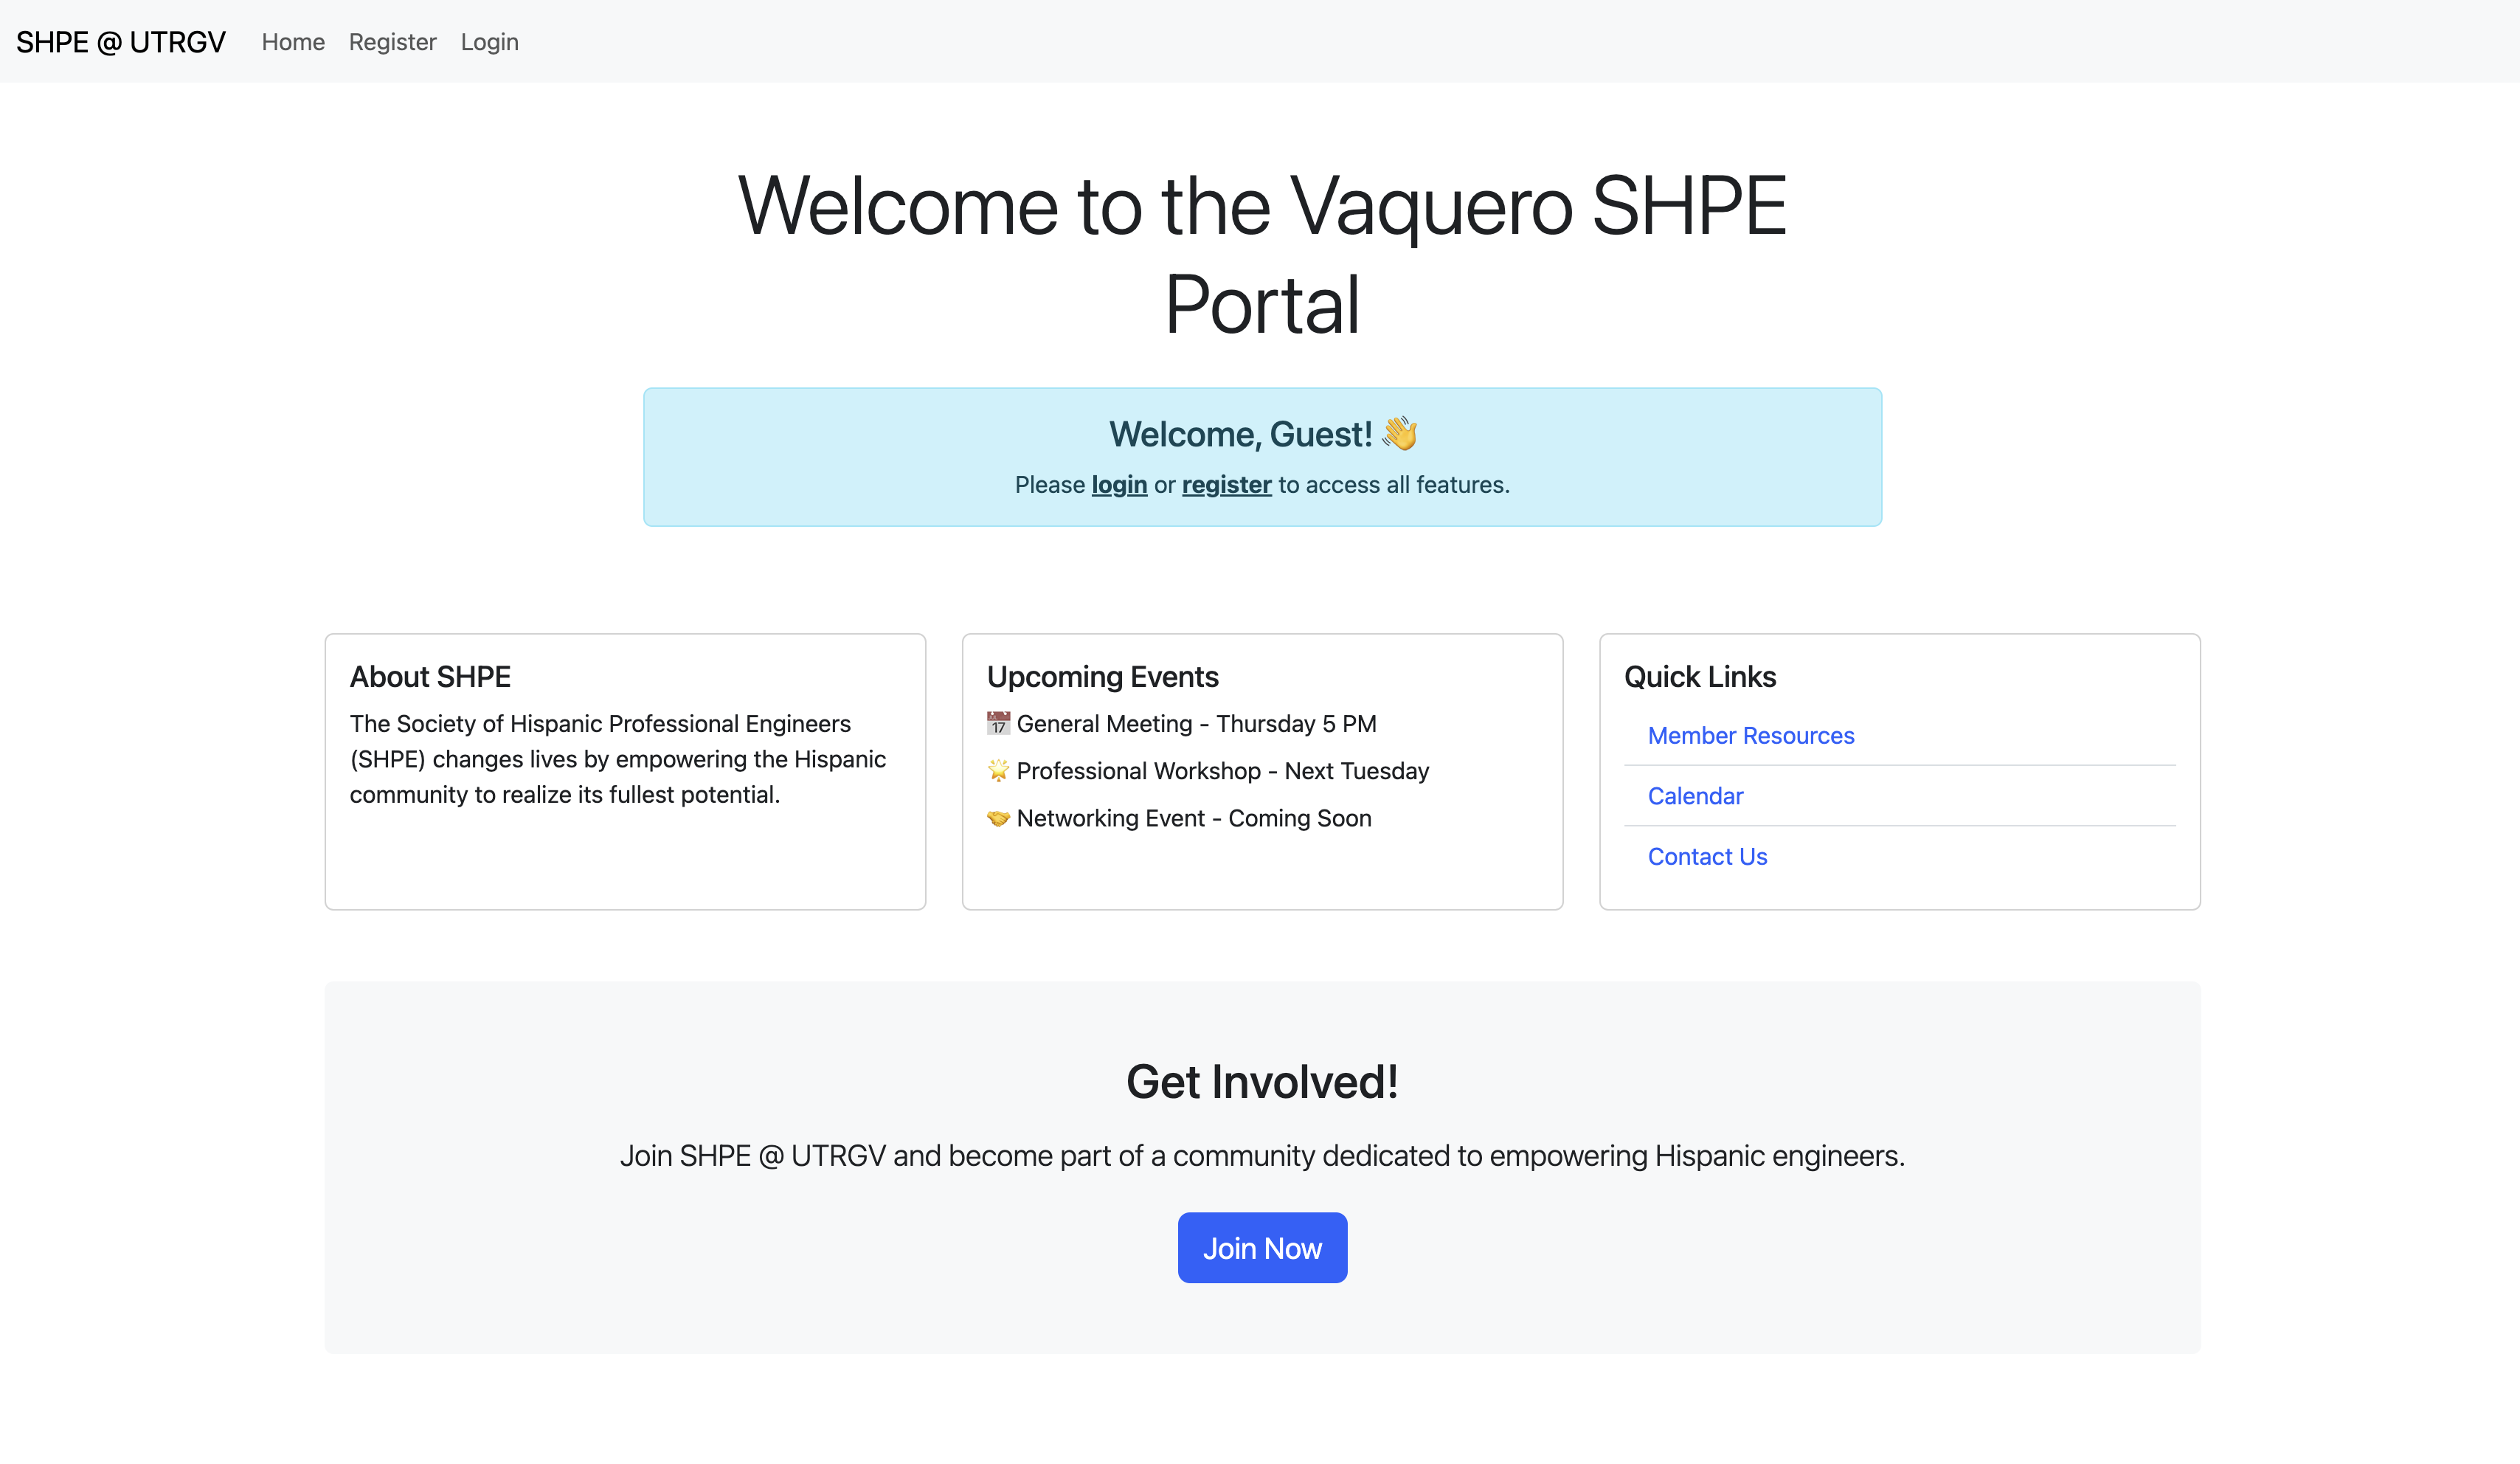 SHPE @ UTRGV Home Register Login
Welcome to the Vaquero SHPE
Portal
Welcome, Guest! 👋
Please login or register to access all features.
About SHPE
The Society of Hispanic Professional Engineers
(SHPE) changes lives by empowering the Hispanic
community to realize its fullest potential.
Upcoming Events
📅 General Meeting - Thursday 5 PM
🌟 Professional Workshop - Next Tuesday
🤝 Networking Event - Coming Soon
Quick Links
Member Resources
Calendar
Contact Us
Get Involved!
Join SHPE @ UTRGV and become part of a community dedicated to empowering Hispanic engineers.
Join Now